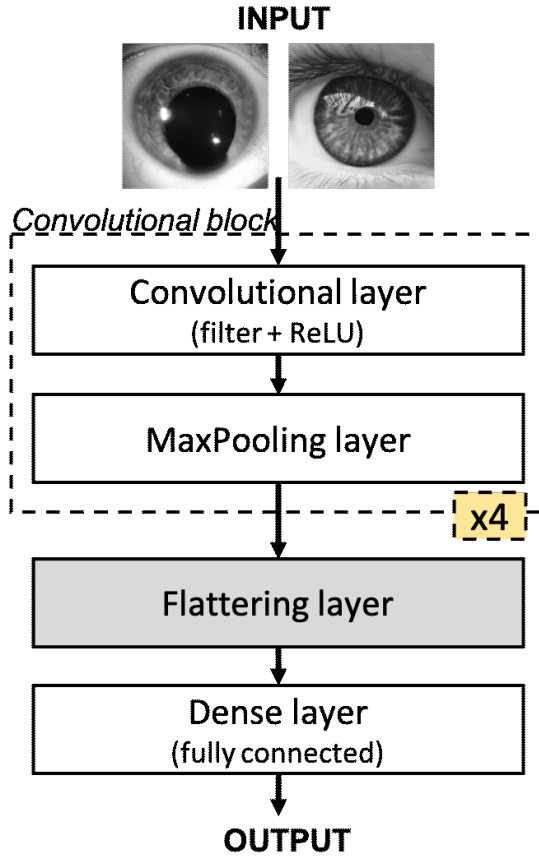 INPUT
Convolutional block
Convolutional layer
(filter + ReLU)
MaxPooling layer
x4
Flattering layer
Dense layer
(fully connected)
OUTPUT